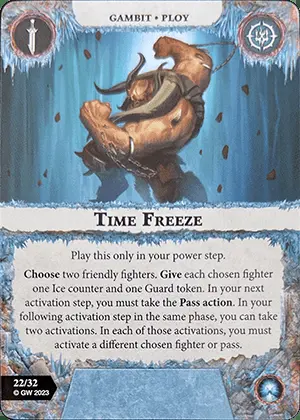 GAMBIT • PLOY
TIME FREEZE
Play this only in your power step.
Choose two friendly fighters. Give each chosen fighter
one Ice counter and one Guard token. In your next
activation step, you must take the Pass action. In your
following activation step in the same phase, you can take
two activations. In each of those activations, you must
activate a different chosen fighter or pass.
22/32
© GW 2023